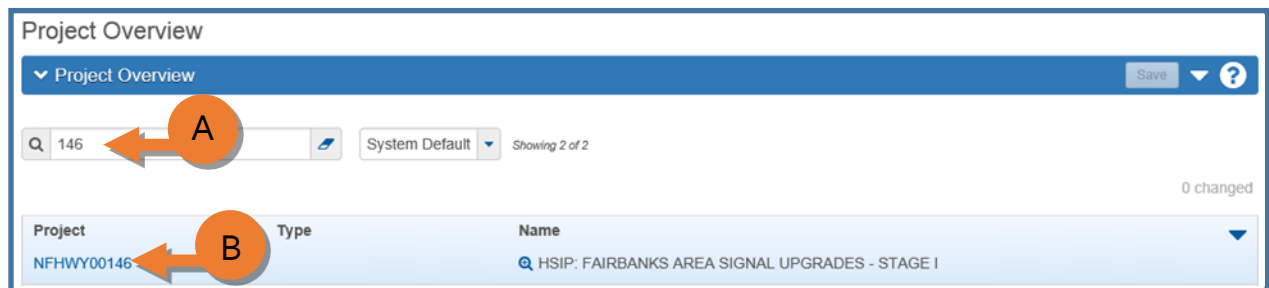 Project Overview
Project Overview
Save
?
146
A
System Default
Showing 2 of 2
0 changed
Project Type Name
NFHWY00146
B
HSIP: FAIRBANKS AREA SIGNAL UPGRADES - STAGE I